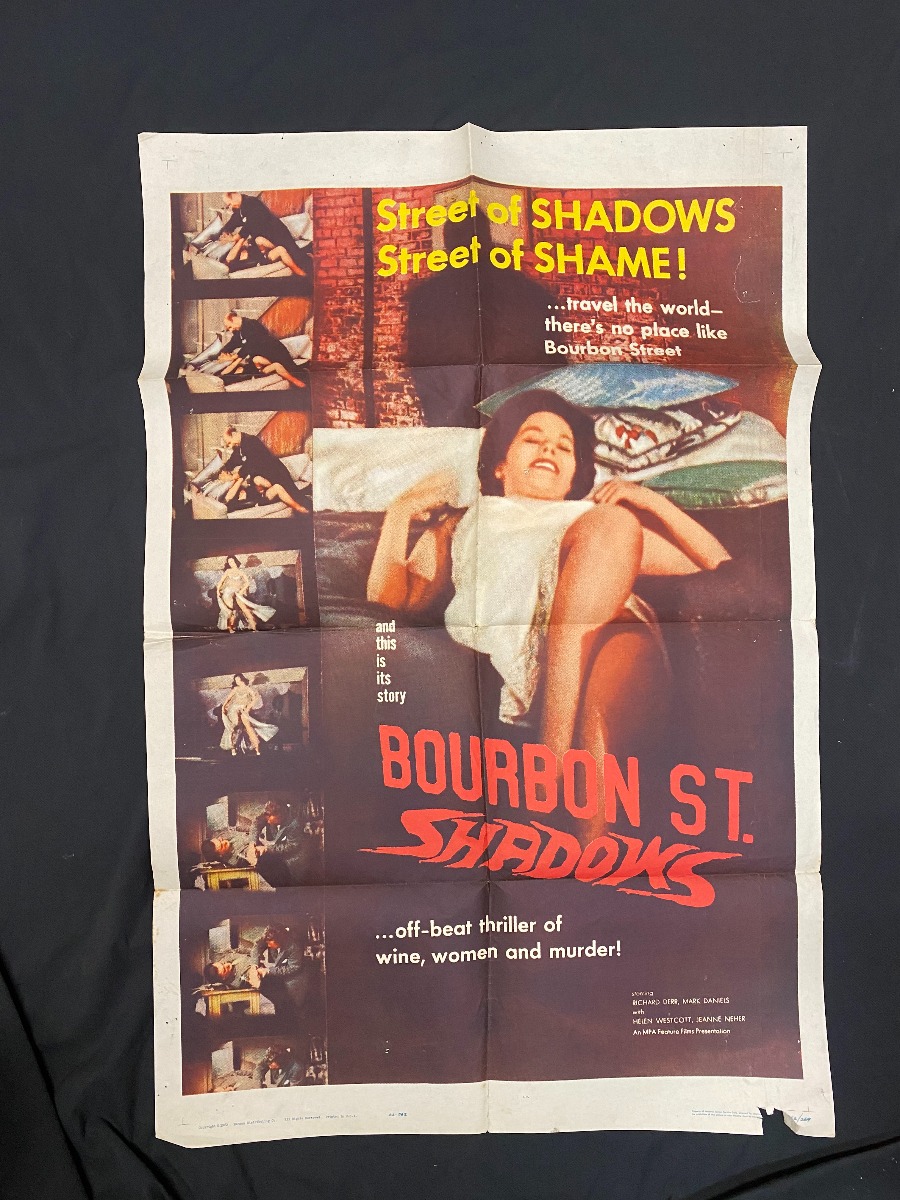 Street of SHADOWS
Street of SHAME!
...travel the world—
there's no place like
Bourbon Street
and
this
is
its
story
BOURBON ST.
SHADOWS
...off-beat thriller of
wine, women and murder!
starring
RICHARD DERR, MARK DANIELS
with
HELEN WESTCOTT, JEANNE NEHER
An MPA Feature Films Presentation